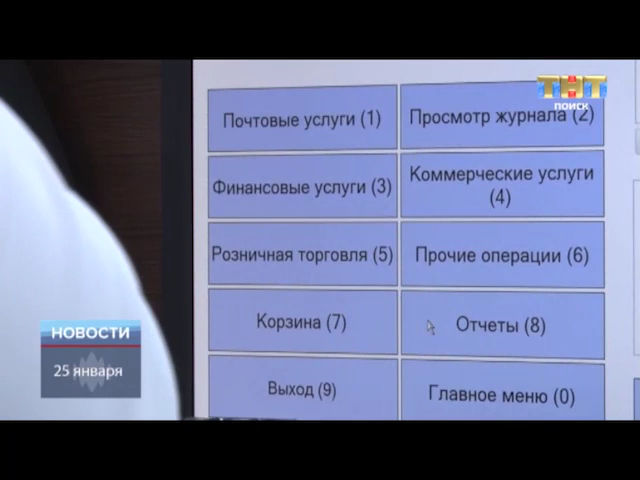 ТНТ
ПОИСК
Почтовые услуги (1)
Просмотр журнала (2)
Финансовые услуги (3)
Коммерческие услуги
(4)
Розничная торговля (5)
Прочие операции (6)
Корзина (7)
Отчеты (8)
Выход (9)
Главное меню (0)
НОВОСТИ
25 января